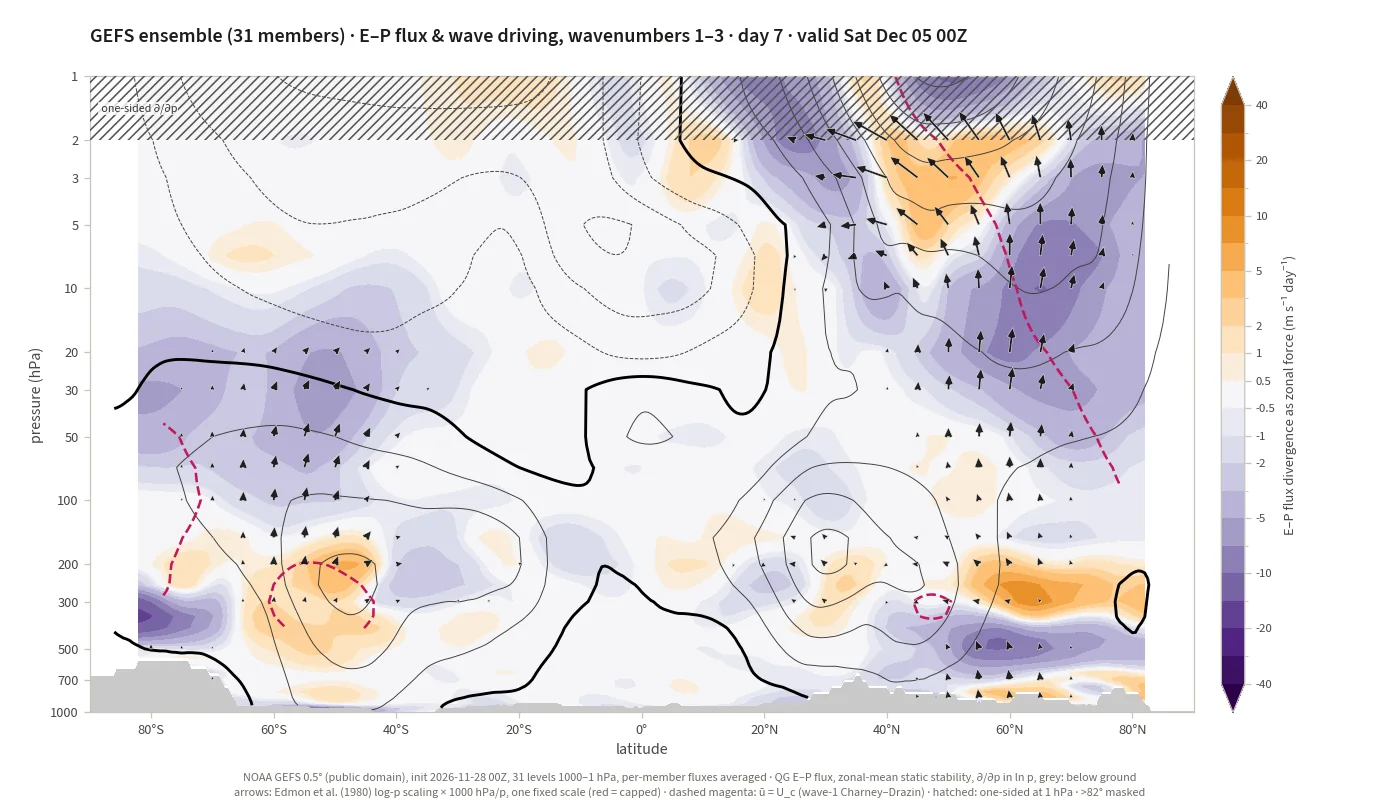 GEFS ensemble (31 members) · E–P flux & wave driving, wavenumbers 1–3 · day 7 · valid Sat Dec 05 00Z
one-sided ∂/∂p
1
2
3
5
10
20
30
50
100
200
300
500
700
1000
pressure (hPa)
80°S
60°S
40°S
20°S
0°
20°N
40°N
60°N
80°N
latitude
40
20
10
5
2
1
0.5
-0.5
-1
-2
-5
-10
-20
-40
E–P flux divergence as zonal force (m s⁻¹ day⁻¹)
NOAA GEFS 0.5° (public domain), init 2026-11-28 00Z, 31 levels 1000–1 hPa, per-member fluxes averaged · QG E–P flux, zonal-mean static stability, ∂/∂p in ln p, grey: below ground
arrows: Edmon et al. (1980) log-p scaling × 1000 hPa/p, one fixed scale (red = capped) · dashed magenta: ū = U_c (wave-1 Charney–Drazin) · hatched: one-sided at 1 hPa · >82° masked